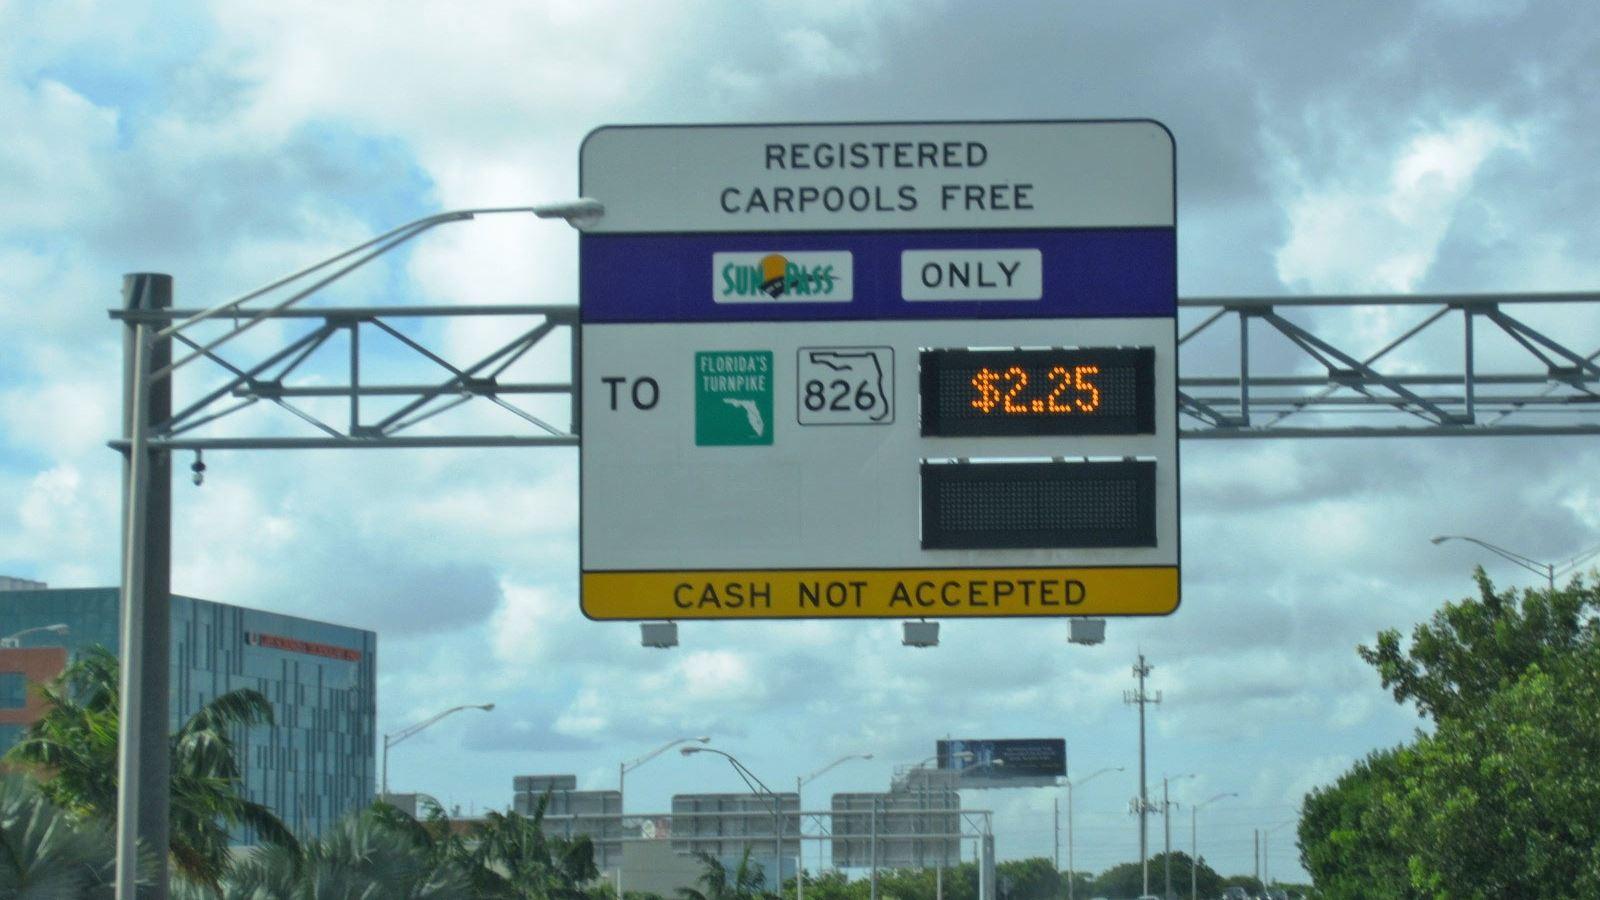 REGISTERED
CARPOOLS FREE
SUNPASS ONLY
TO FLORIDA'S TURNPIKE 826 $2.25
CASH NOT ACCEPTED